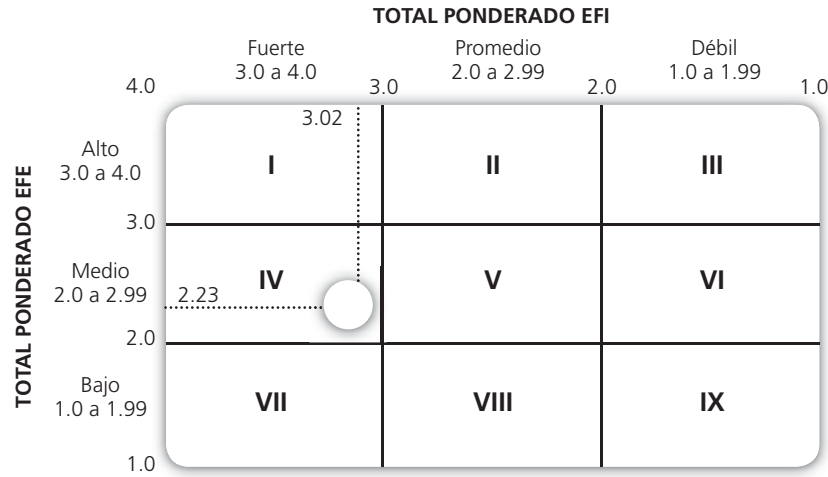 TOTAL PONDERADO EFI
Fuerte
3.0 a 4.0
Promedio
2.0 a 2.99
Débil
1.0 a 1.99
4.0
3.0
2.0
1.0
3.02
TOTAL PONDERADO EFE
Alto
3.0 a 4.0
I
II
III
3.0
Medio
2.0 a 2.99
2.23
IV
V
VI
2.0
Bajo
1.0 a 1.99
VII
VIII
IX
1.0